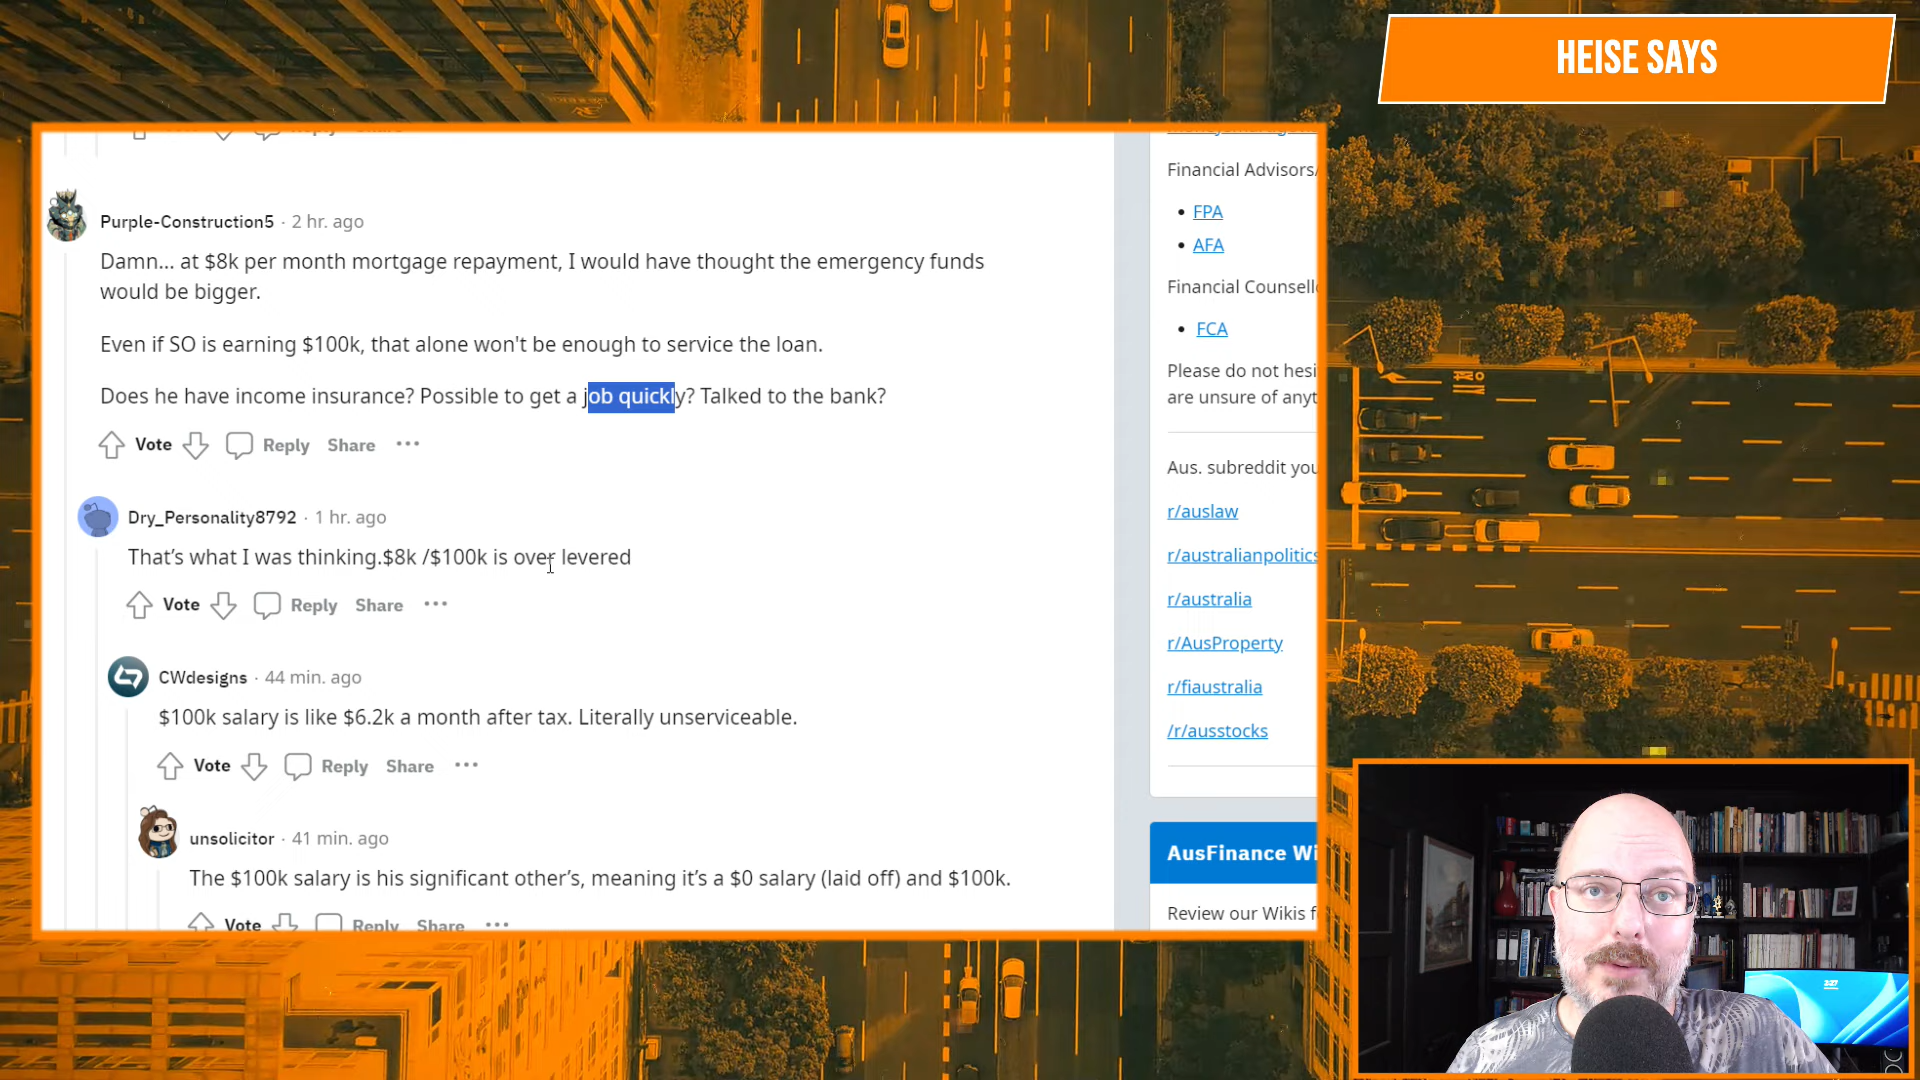 HEISE SAYS
Purple-Construction5 · 2 hr. ago
Damn... at $8k per month mortgage repayment, I would have thought the emergency funds
would be bigger.
Even if SO is earning $100k, that alone won't be enough to service the loan.
Does he have income insurance? Possible to get a job quickly? Talked to the bank?
Vote Reply Share ...
Dry_Personality8792 · 1 hr. ago
That's what I was thinking.$8k /$100k is over levered
Vote Reply Share ...
CWdesigns · 44 min. ago
$100k salary is like $6.2k a month after tax. Literally unserviceable.
Vote Reply Share ...
unsolicitor · 41 min. ago
The $100k salary is his significant other's, meaning it's a $0 salary (laid off) and $100k.
Vote Reply Share ...
Financial Advisors/
• FPA
• AFA
Financial Counsell
• FCA
Please do not hesi
are unsure of anyt
Aus. subreddit you
r/auslaw
r/australianpolitics
r/australia
r/AusProperty
r/fiaustralia
/r/ausstocks
AusFinance Wi
Review our Wikis f